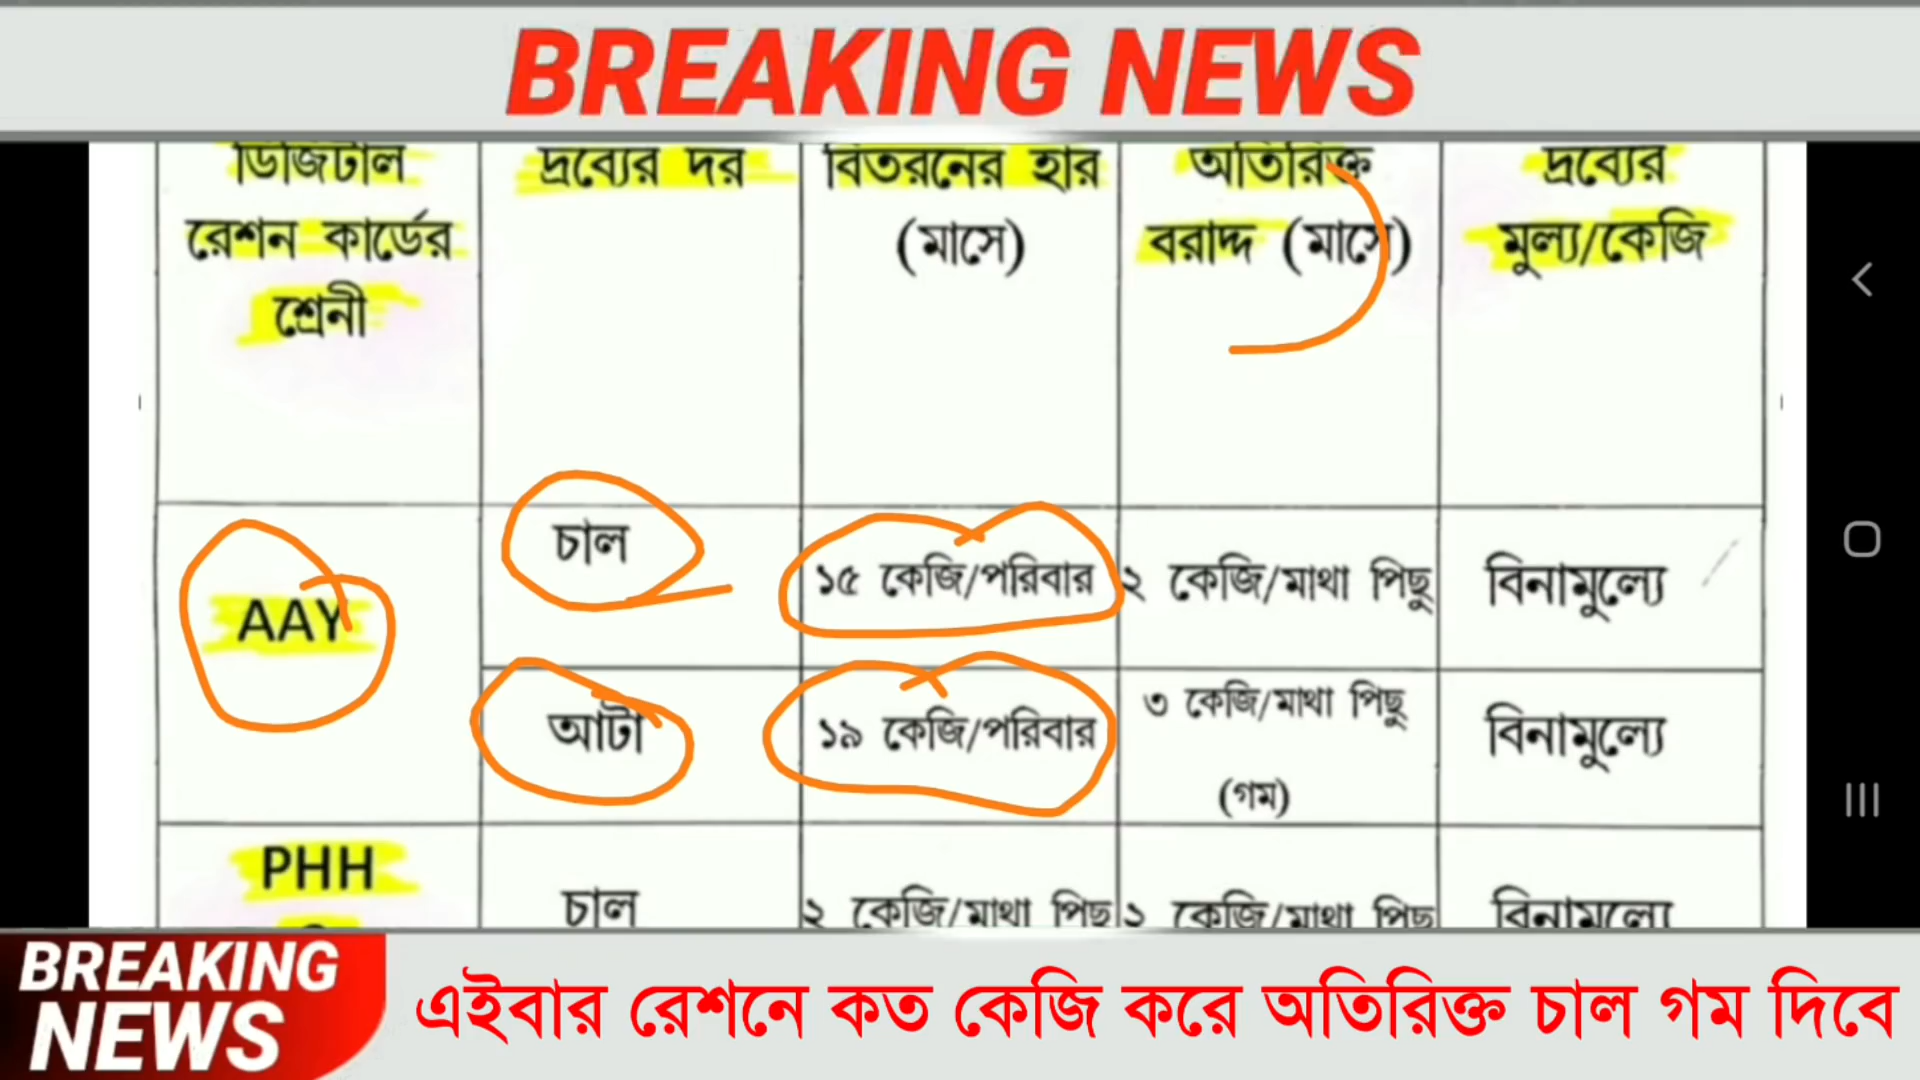 BREAKING NEWS
ডিজিটাল
রেশন কার্ডের
শ্রেনী
দ্রব্যের দর
বিতরনের হার
(মাসে)
অতিরিক্ত
বরাদ্দ (মাসে)
দ্রব্যের
মুল্য/কেজি
AAY
চাল
১৫ কেজি/পরিবার
২ কেজি/মাথা পিছু
বিনামুল্যে
আটা
১৯ কেজি/পরিবার
৩ কেজি/মাথা পিছু
(গম)
বিনামুল্যে
PHH
চাল
২ কেজি/মাথা পিছু
২ কেজি/মাথা পিছু
বিনামুল্যে
BREAKING
NEWS
এইবার রেশনে কত কেজি করে অতিরিক্ত চাল গম দিবে